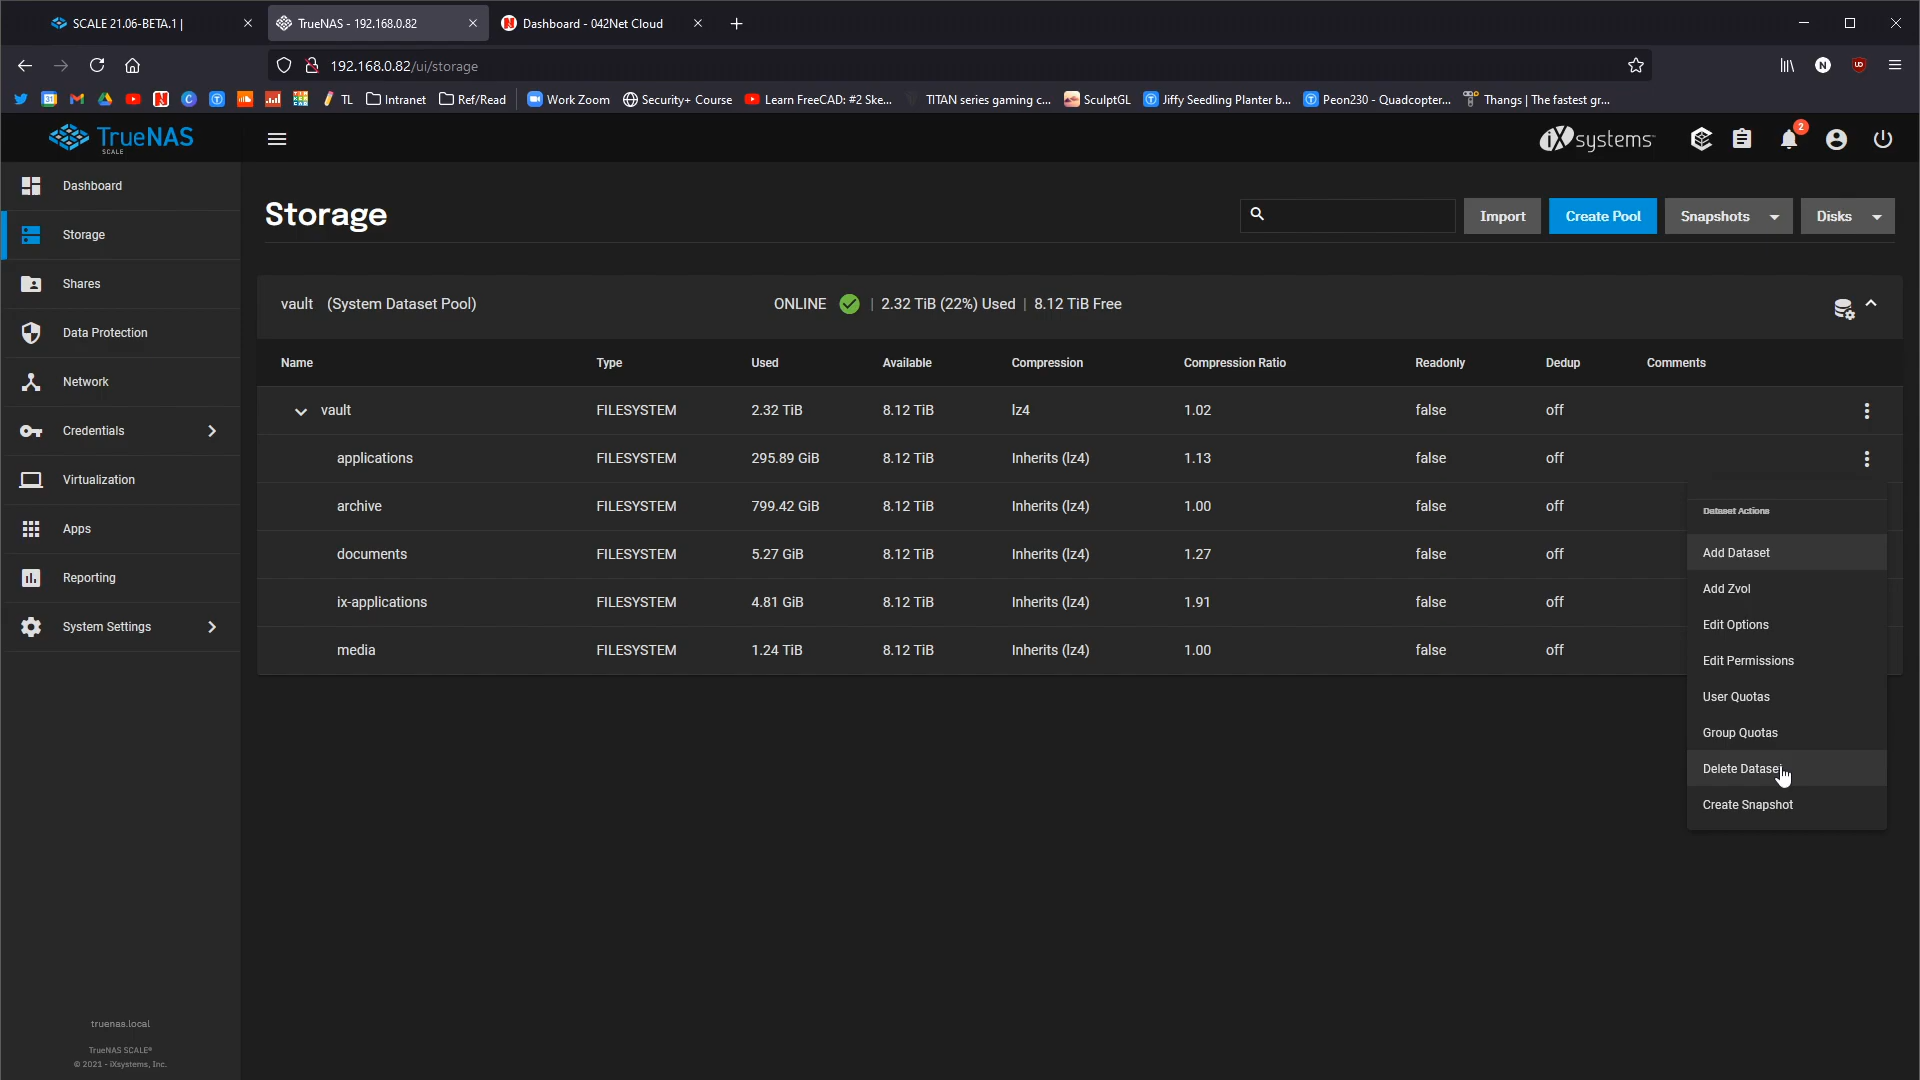 SCALE 21.06-BETA.1 |
TrueNAS - 192.168.0.82
Dashboard - 042Net Cloud
192.168.0.82/ui/storage
TL
Intranet
Ref/Read
Work Zoom
Security+ Course
Learn FreeCAD: #2 Ske...
TITAN series gaming c...
SculptGL
Jiffy Seedling Planter b...
Peon230 - Quadcopter...
Thangs | The fastest gr...
TrueNAS
SCALE
iXsystems
2
Dashboard
Storage
Shares
Data Protection
Network
Credentials
Virtualization
Apps
Reporting
System Settings
truenas.local
TrueNAS SCALE®
© 2021 - iXsystems, Inc.
Storage
Import
Create Pool
Snapshots
Disks
vault (System Dataset Pool)
ONLINE | 2.32 TiB (22%) Used | 8.12 TiB Free
Name Type Used Available Compression Compression Ratio Readonly Dedup Comments
vault FILESYSTEM 2.32 TiB 8.12 TiB lz4 1.02 false off
applications FILESYSTEM 295.89 GiB 8.12 TiB Inherits (lz4) 1.13 false off
archive FILESYSTEM 799.42 GiB 8.12 TiB Inherits (lz4) 1.00 false off
documents FILESYSTEM 5.27 GiB 8.12 TiB Inherits (lz4) 1.27 false off
ix-applications FILESYSTEM 4.81 GiB 8.12 TiB Inherits (lz4) 1.91 false off
media FILESYSTEM 1.24 TiB 8.12 TiB Inherits (lz4) 1.00 false off
Dataset Actions
Add Dataset
Add Zvol
Edit Options
Edit Permissions
User Quotas
Group Quotas
Delete Dataset
Create Snapshot